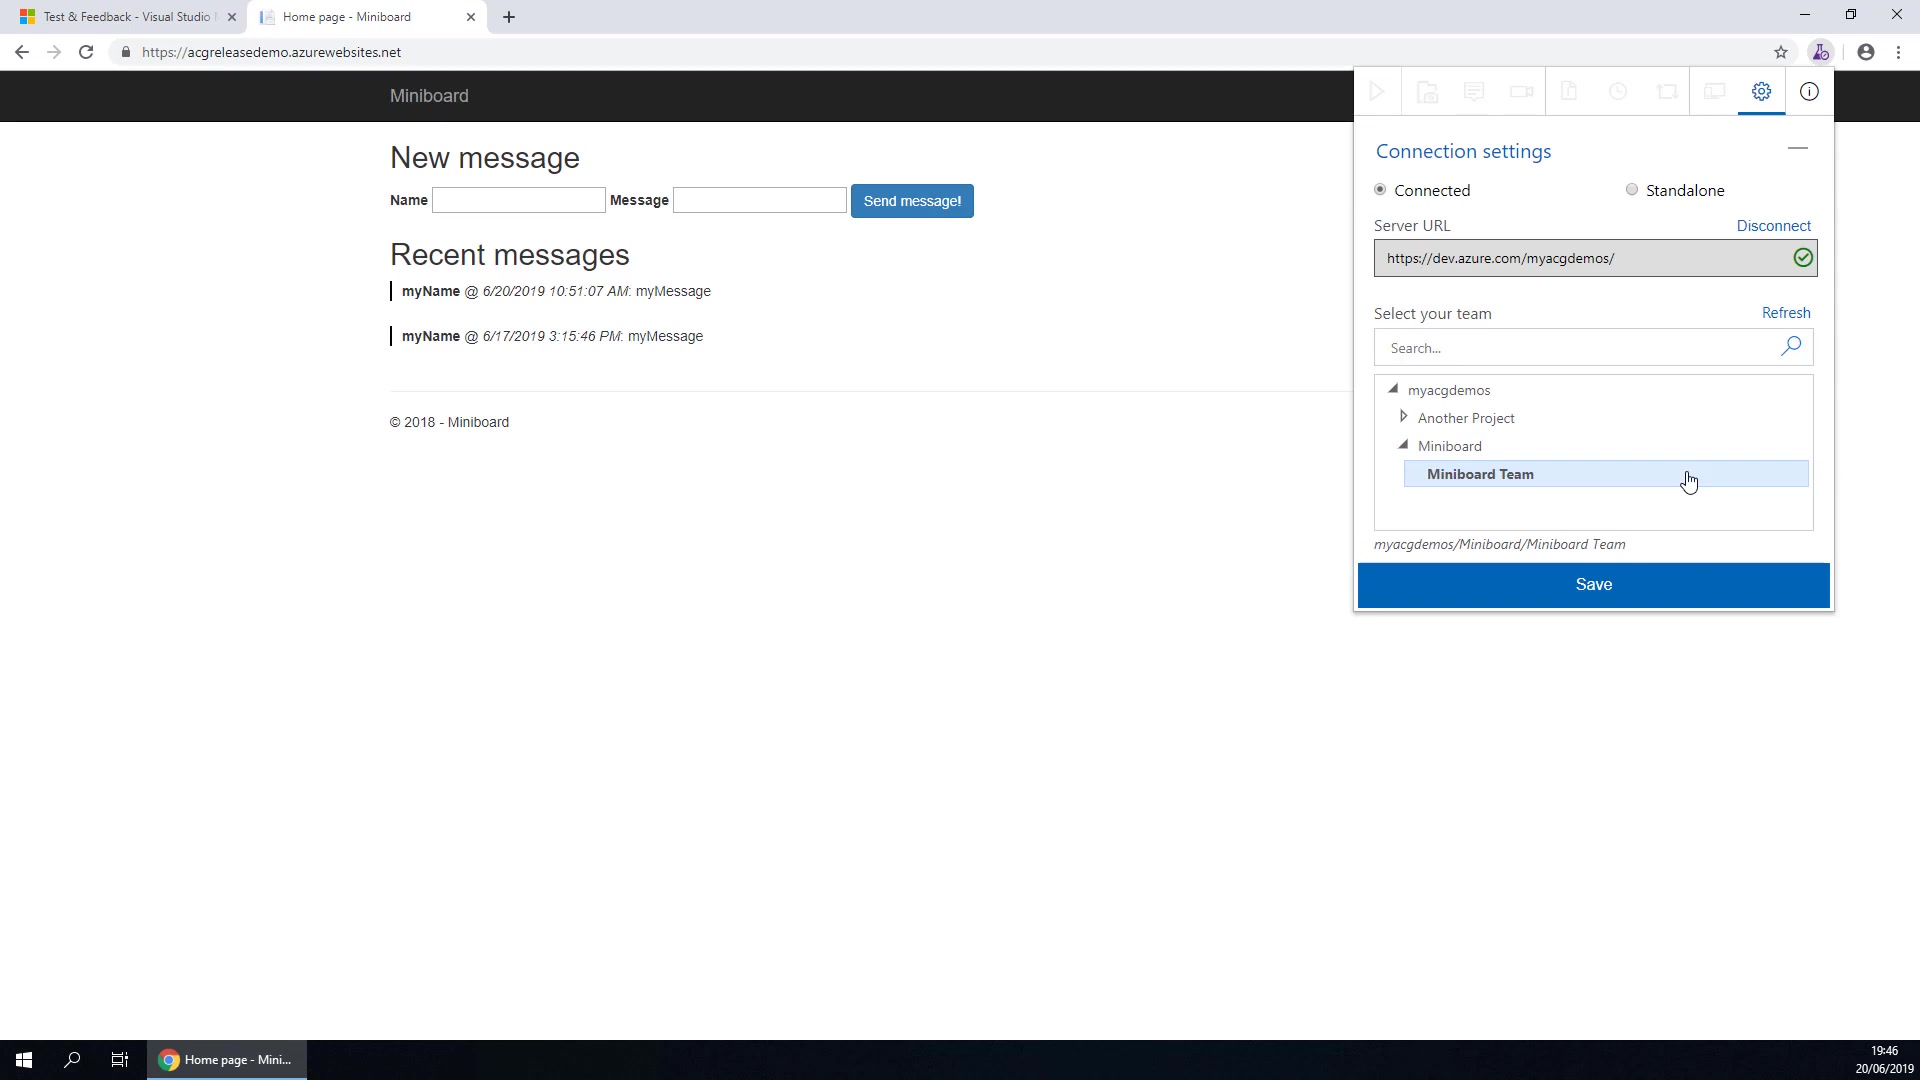 Test & Feedback - Visual Studio
Home page - Miniboard
https://acgreleasedemo.azurewebsites.net
Miniboard
New message
Name
Message
Send message!
Recent messages
myName @ 6/20/2019 10:51:07 AM: myMessage
myName @ 6/17/2019 3:15:46 PM: myMessage
© 2018 - Miniboard
Connection settings
Connected
Standalone
Server URL
Disconnect
https://dev.azure.com/myacgdemos/
Select your team
Refresh
Search...
myacgdemos
Another Project
Miniboard
Miniboard Team
myacgdemos/Miniboard/Miniboard Team
Save
Home page - Mini...
19:46
20/06/2019